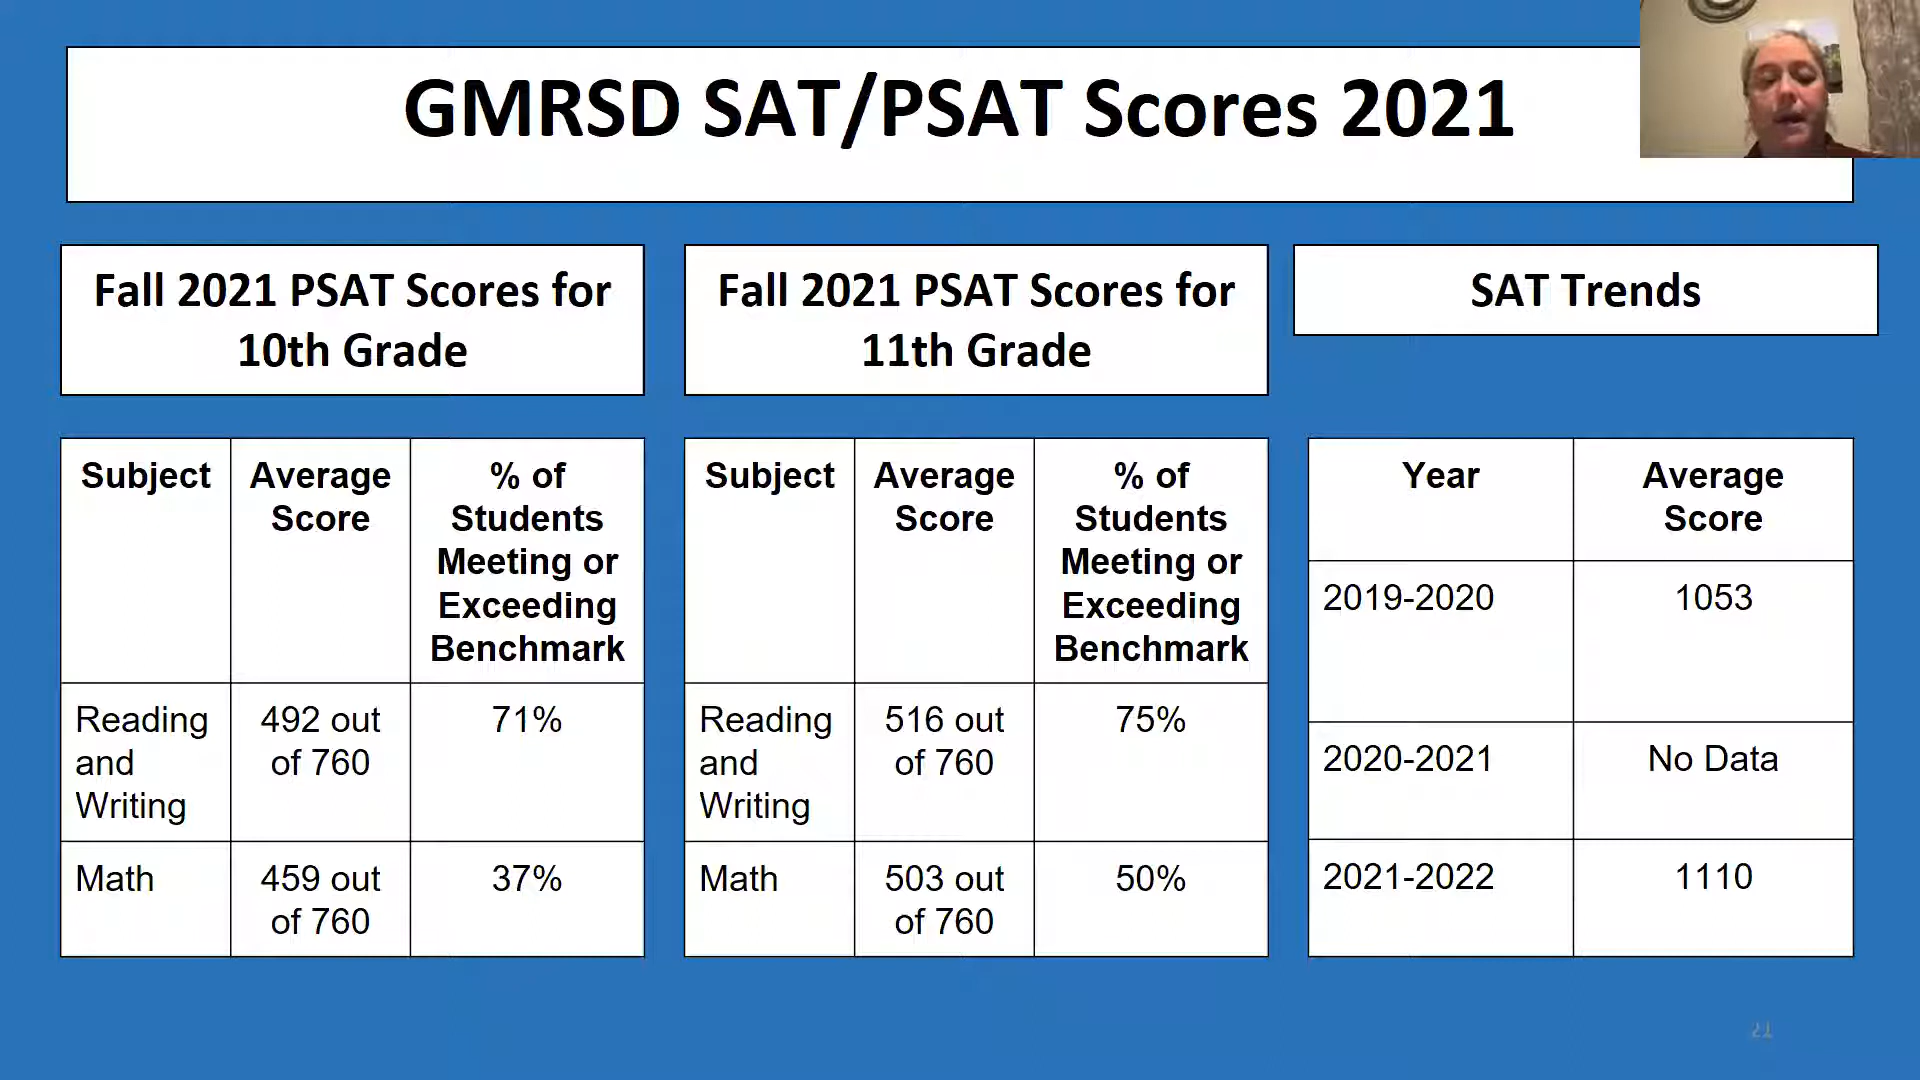 GMRSD SAT/PSAT Scores 2021
Fall 2021 PSAT Scores for
10th Grade
Subject
Average
Score
% of
Students
Meeting or
Exceeding
Benchmark
Reading
and
Writing
492 out
of 760
71%
Math
459 out
of 760
37%
Fall 2021 PSAT Scores for
11th Grade
Subject
Average
Score
% of
Students
Meeting or
Exceeding
Benchmark
Reading
and
Writing
516 out
of 760
75%
Math
503 out
of 760
50%
SAT Trends
Year
Average
Score
2019-2020
1053
2020-2021
No Data
2021-2022
1110
21